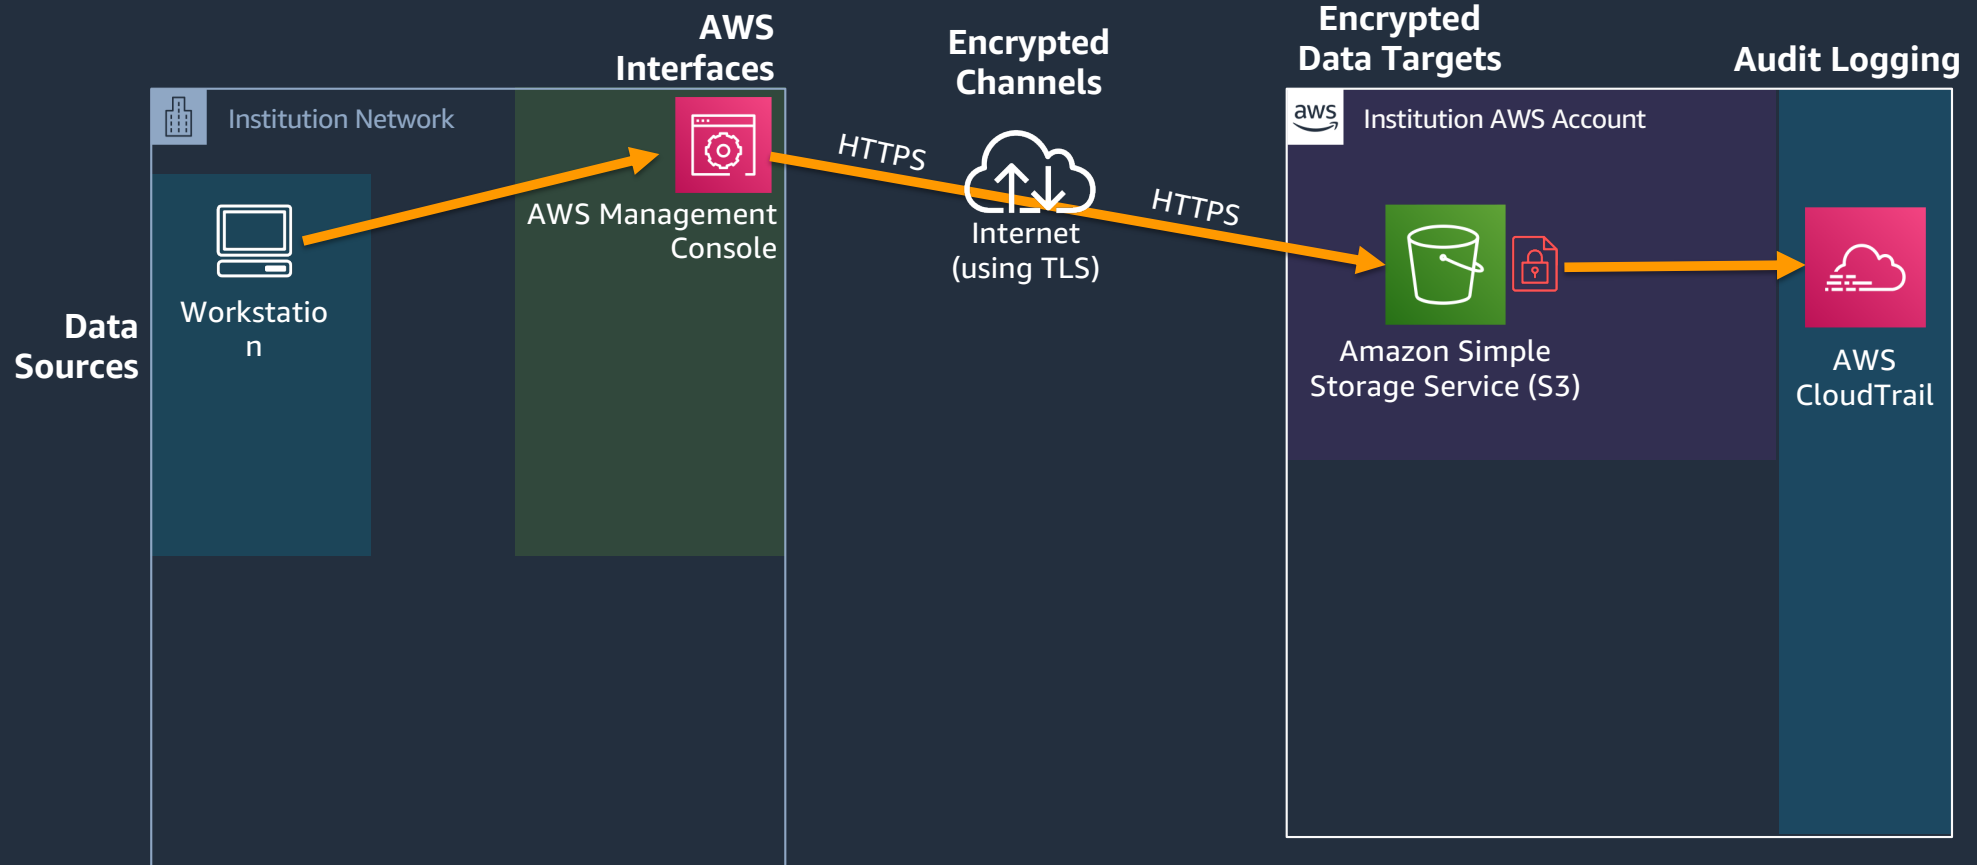 AWS
Interfaces
Encrypted
Channels
Encrypted
Data Targets
Audit Logging
Institution Network
aws
Institution AWS Account
HTTPS
HTTPS
AWS Management
Console
Internet
(using TLS)
Data
Sources
Workstatio
n
Amazon Simple
Storage Service (S3)
AWS
CloudTrail